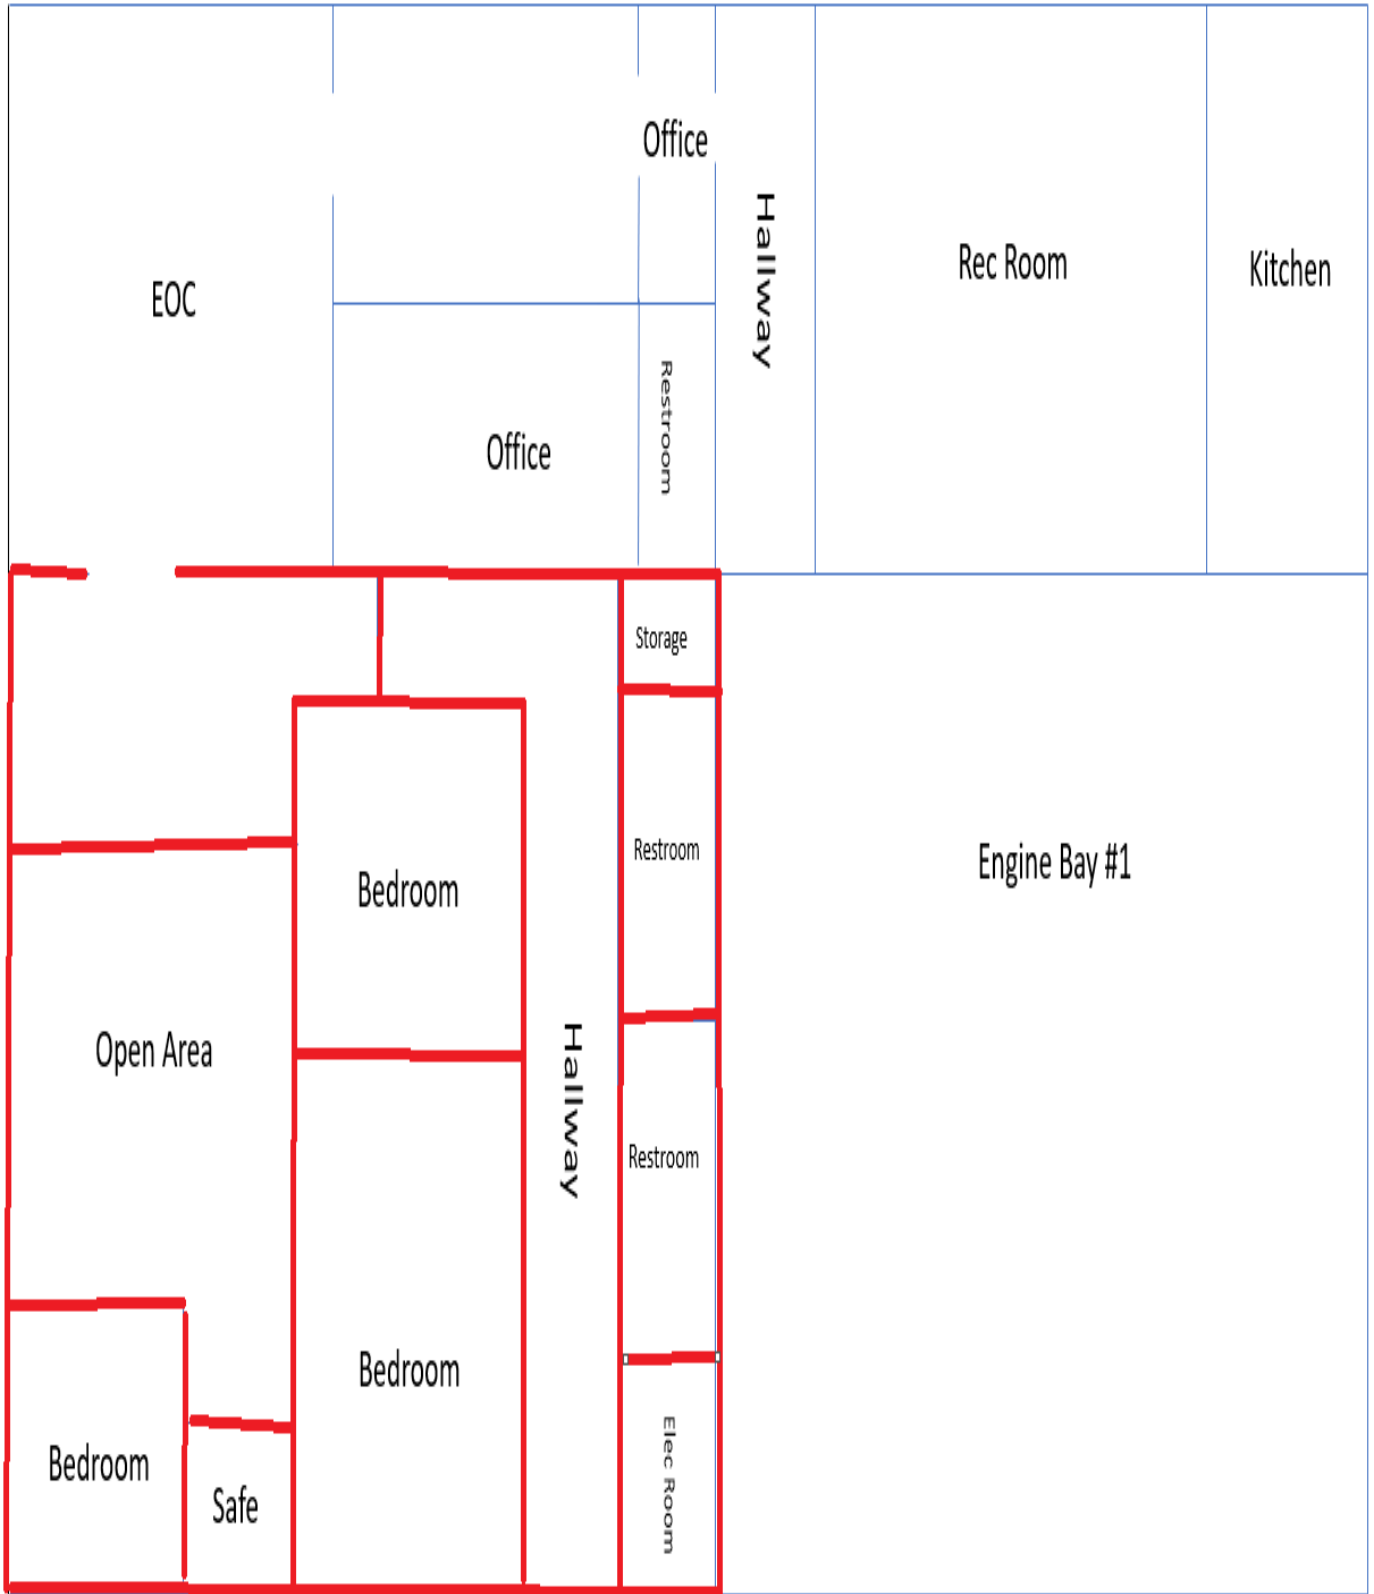 Office
Hallway
Rec Room
Kitchen
EOC
Office
Restroom
Storage
Restroom
Engine Bay #1
Bedroom
Open Area
Hallway
Restroom
Bedroom
Bedroom
Safe
Elec Room